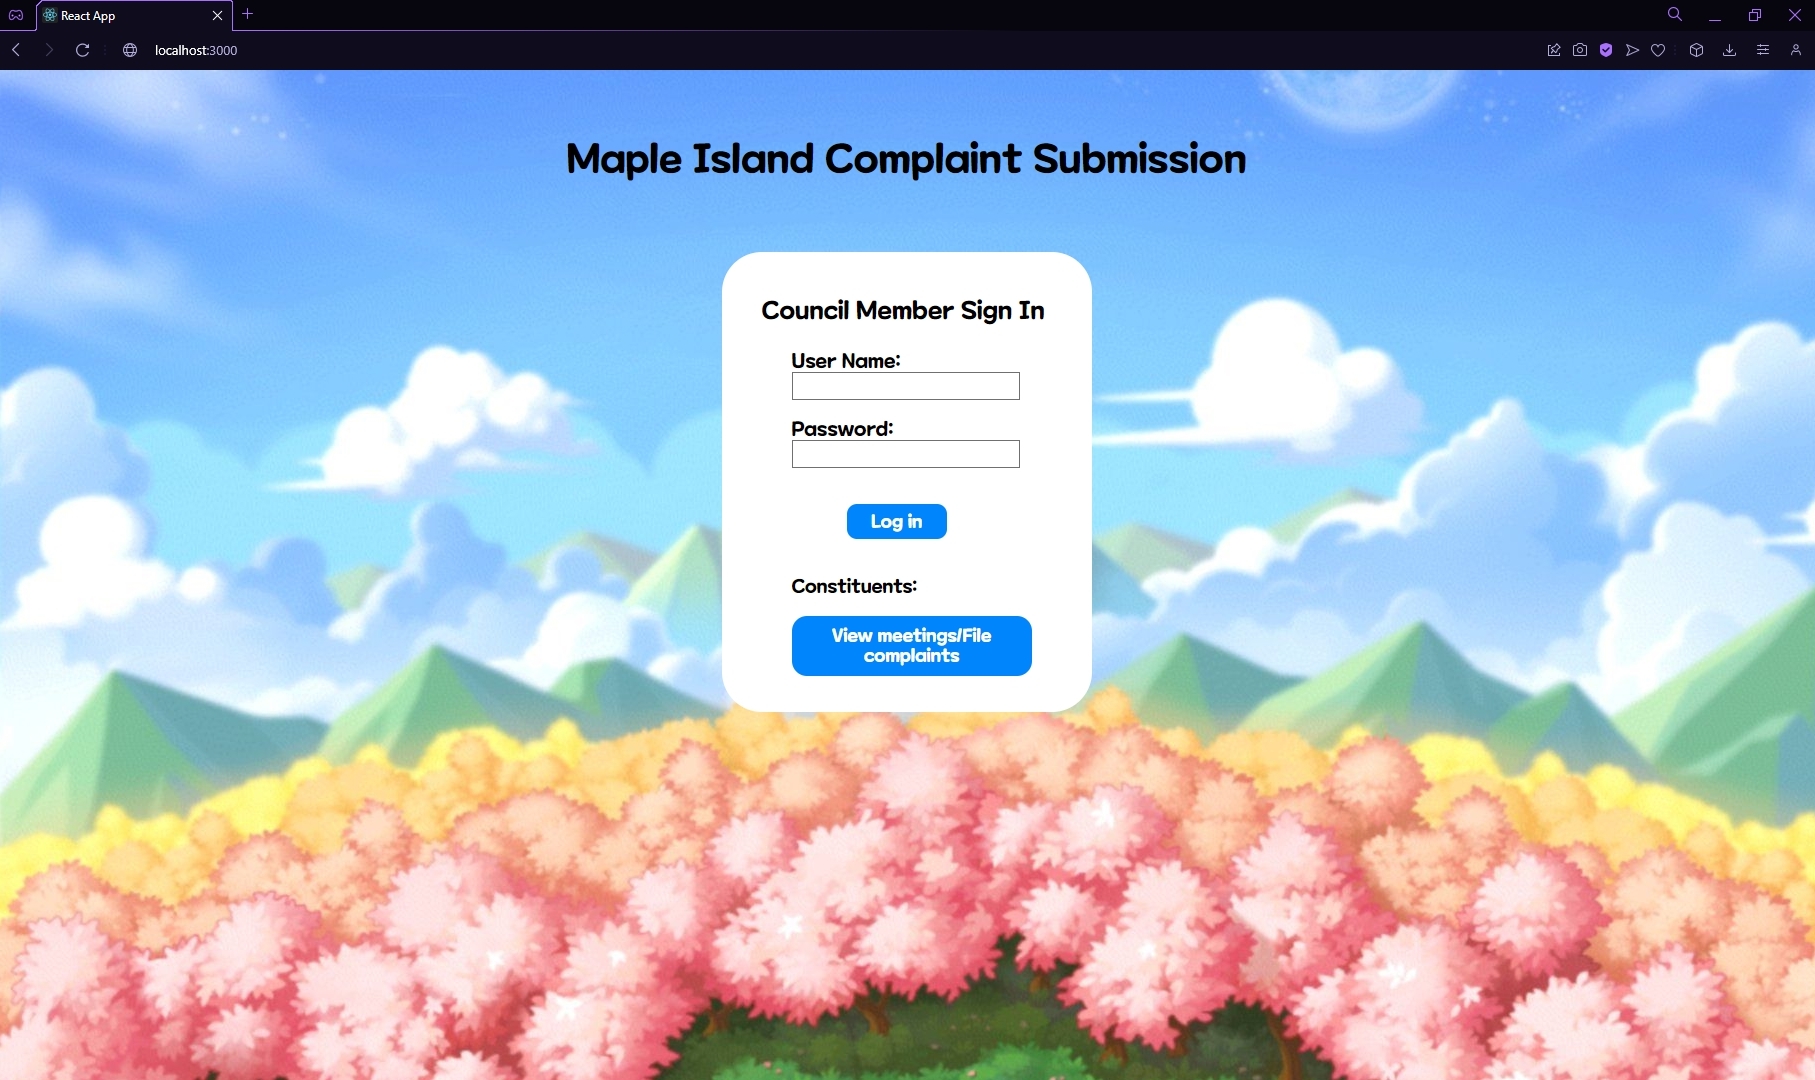 React App
localhost:3000
Maple Island Complaint Submission
Council Member Sign In
User Name:
Password:
Log in
Constituents:
View meetings/File
complaints